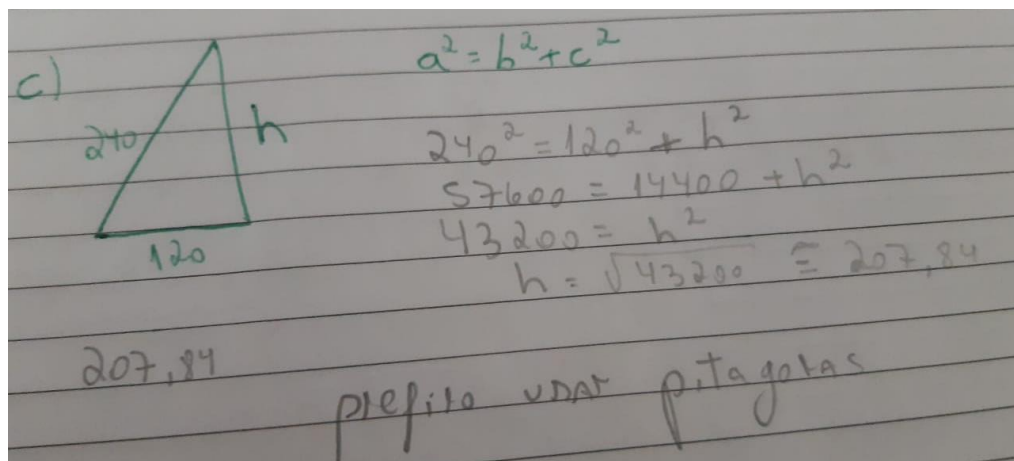 c)
a² = b² + c²
240
h
120
240² = 120² + h²
57600 = 14400 + h²
43200 = h²
h = √43200 ≅ 207,84
207,84
prefiro usar pitagoras